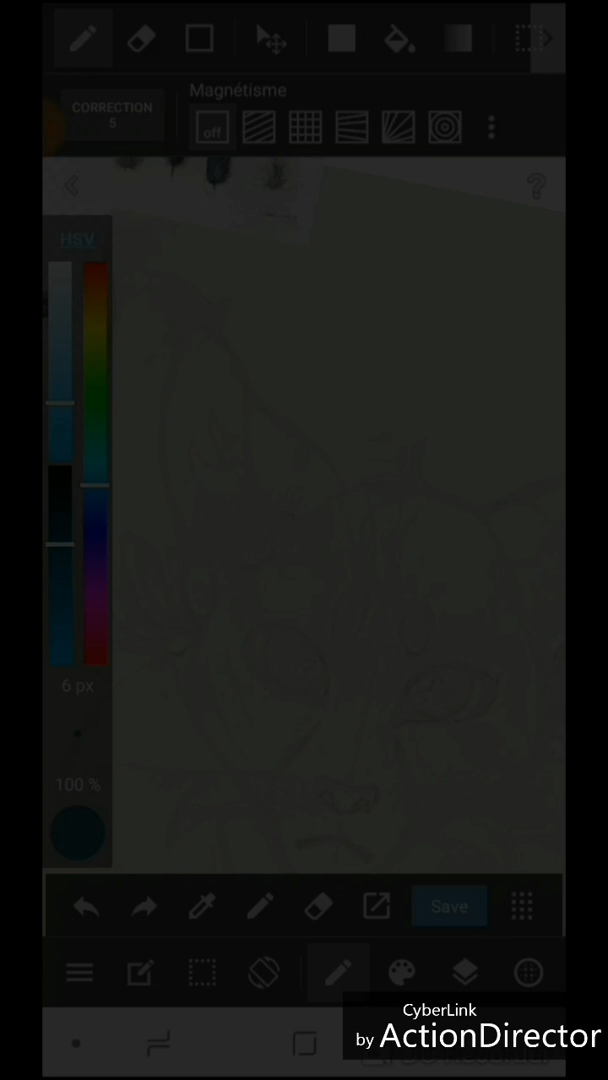 Magnétisme
CORRECTION
5
off
?
HSV
6 px
100 %
Save
CyberLink
by ActionDirector